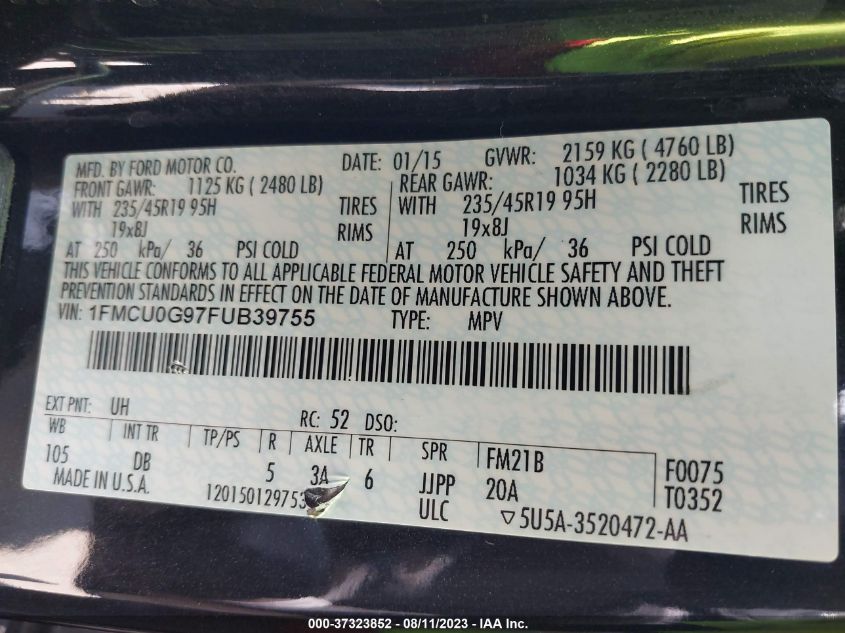 MFD. BY FORD MOTOR CO. DATE: 01/15 GVWR: 2159 KG ( 4760 LB)
FRONT GAWR: 1125 KG ( 2480 LB) REAR GAWR: 1034 KG ( 2280 LB)
WITH 235/45R19 95H TIRES WITH 235/45R19 95H TIRES
19x8J RIMS 19x8J RIMS
AT 250 kPa/ 36 PSI COLD AT 250 kPa/ 36 PSI COLD
THIS VEHICLE CONFORMS TO ALL APPLICABLE FEDERAL MOTOR VEHICLE SAFETY AND THEFT
PREVENTION STANDARDS IN EFFECT ON THE DATE OF MANUFACTURE SHOWN ABOVE.
VIN: 1FMCU0G97FUB39755 TYPE: MPV
EXT PNT: UH RC: 52 DSO:
WB INT TR TP/PS R AXLE TR SPR FM21B F0075
105 DB 5 3A 6 JJPP 20A T0352
MADE IN U.S.A. 12015012975 ULC ▽5U5A-3520472-AA
000-37323852 - 08/11/2023 - IAA Inc.